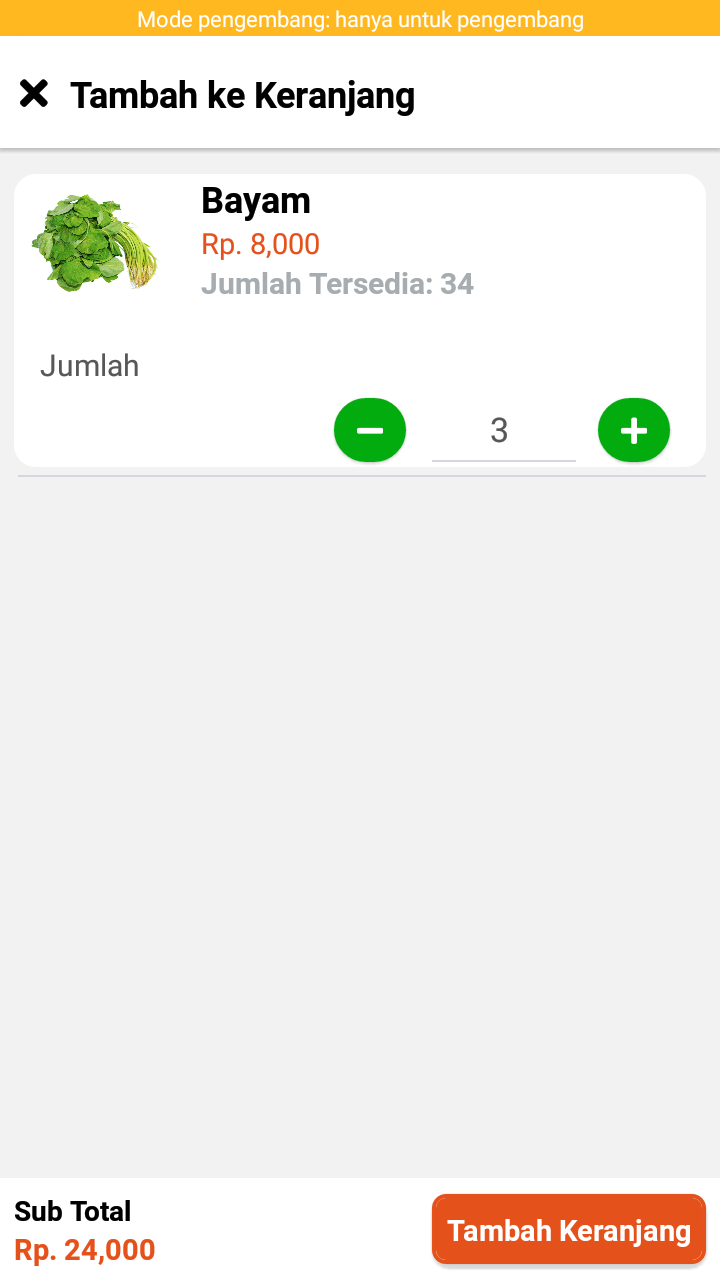 Mode pengembang: hanya untuk pengembang
Tambah ke Keranjang
Bayam
Rp. 8,000
Jumlah Tersedia: 34
Jumlah
3
Sub Total
Rp. 24,000
Tambah Keranjang